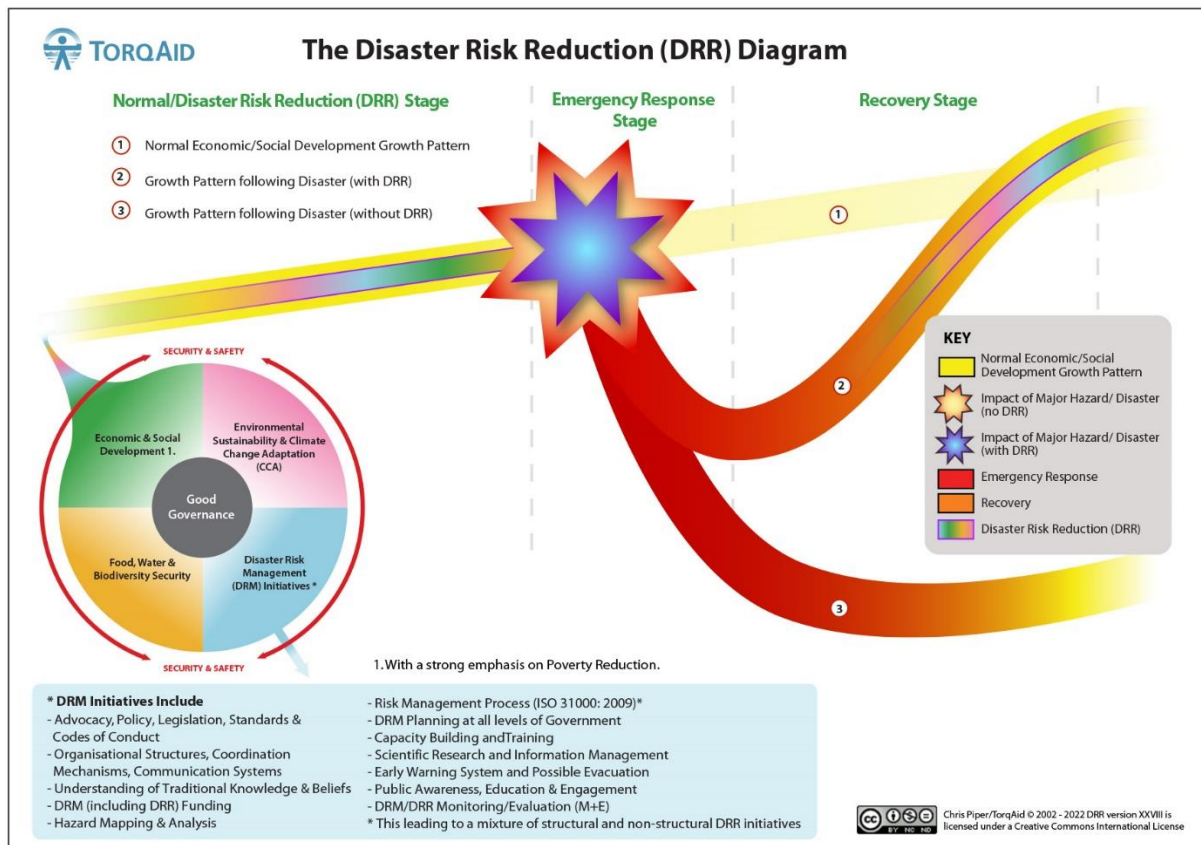 TORQAID
The Disaster Risk Reduction (DRR) Diagram
Normal/Disaster Risk Reduction (DRR) Stage
Emergency Response
Stage
Recovery Stage
1 Normal Economic/Social Development Growth Pattern
2 Growth Pattern following Disaster (with DRR)
3 Growth Pattern following Disaster (without DRR)
1
2
3
KEY
Normal Economic/Social
Development Growth Pattern
Impact of Major Hazard/ Disaster
(no DRR)
Impact of Major Hazard/ Disaster
(with DRR)
Emergency Response
Recovery
Disaster Risk Reduction (DRR)
SECURITY & SAFETY
Economic & Social
Development 1.
Environmental
Sustainability & Climate
Change Adaptation
(CCA)
Good
Governance
Food, Water &
Biodiversity Security
Disaster Risk
Management
(DRM) Initiatives *
SECURITY & SAFETY
1. With a strong emphasis on Poverty Reduction.
* DRM Initiatives Include
- Advocacy, Policy, Legislation, Standards &
Codes of Conduct
- Organisational Structures, Coordination
Mechanisms, Communication Systems
- Understanding of Traditional Knowledge & Beliefs
- DRM (including DRR) Funding
- Hazard Mapping & Analysis
- Risk Management Process (ISO 31000: 2009)*
- DRM Planning at all levels of Government
- Capacity Building andTraining
- Scientific Research and Information Management
- Early Warning System and Possible Evacuation
- Public Awareness, Education & Engagement
- DRM/DRR Monitoring/Evaluation (M+E)
* This leading to a mixture of structural and non-structural DRR initiatives
cc
BY NC ND
Chris Piper/TorqAid © 2002 - 2022 DRR version XXVIII is
licensed under a Creative Commons International License